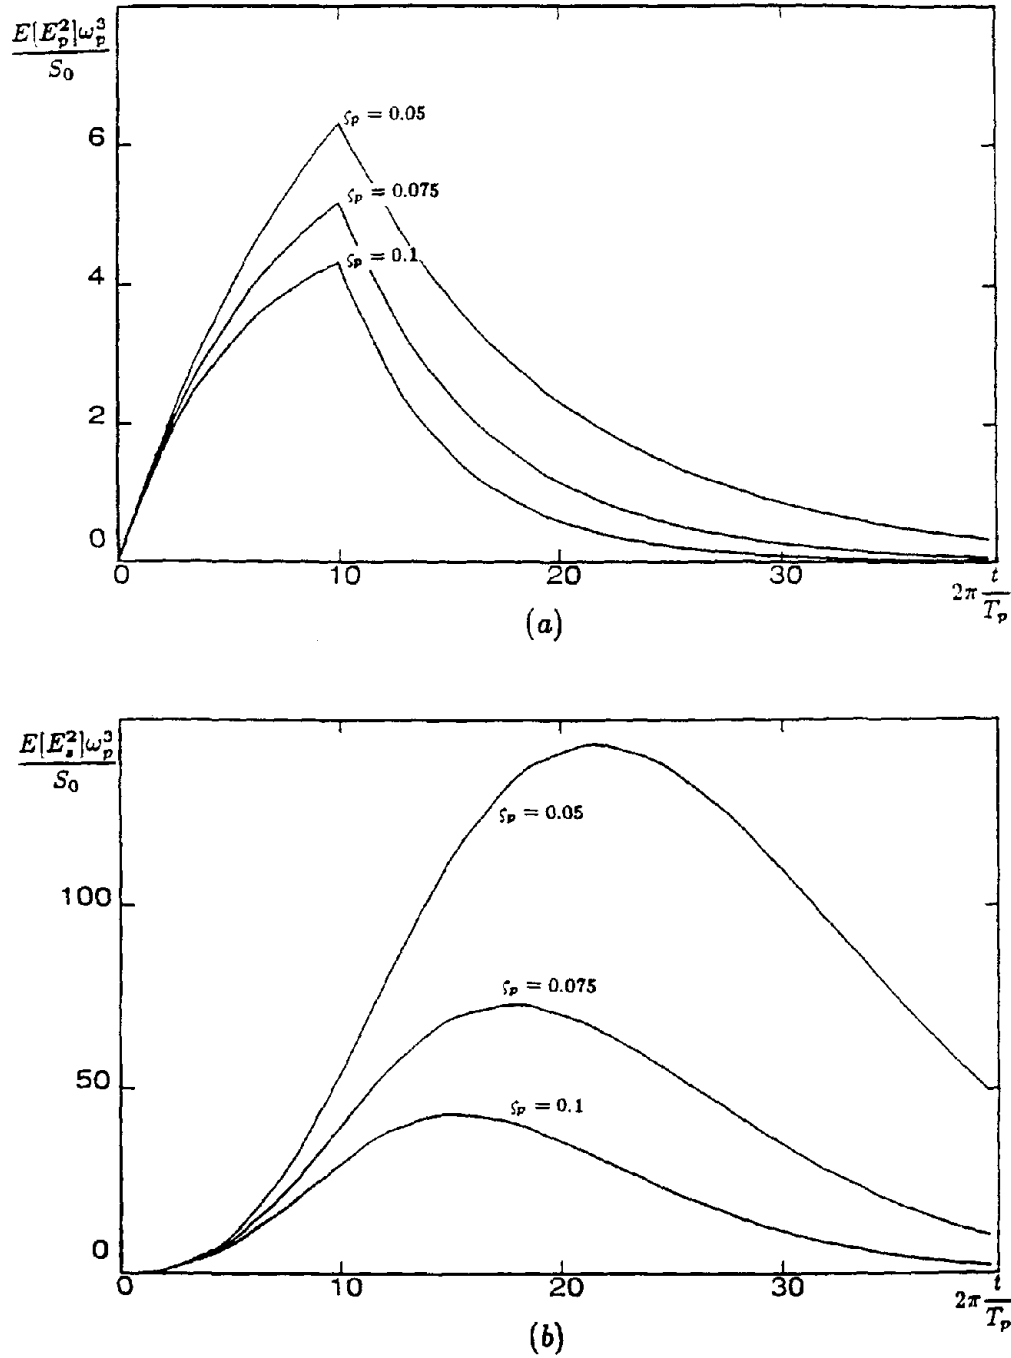 E[E_p^2]ω_p^3
S_0
ς_p = 0.05
6
ς_p = 0.075
ς_p = 0.1
4
2
0
0 10 20 30
2π t/T_p
(a)
E[E_s^2]ω_p^3
S_0
ς_p = 0.05
100
ς_p = 0.075
50
ς_p = 0.1
0
0 10 20 30
2π t/T_p
(b)